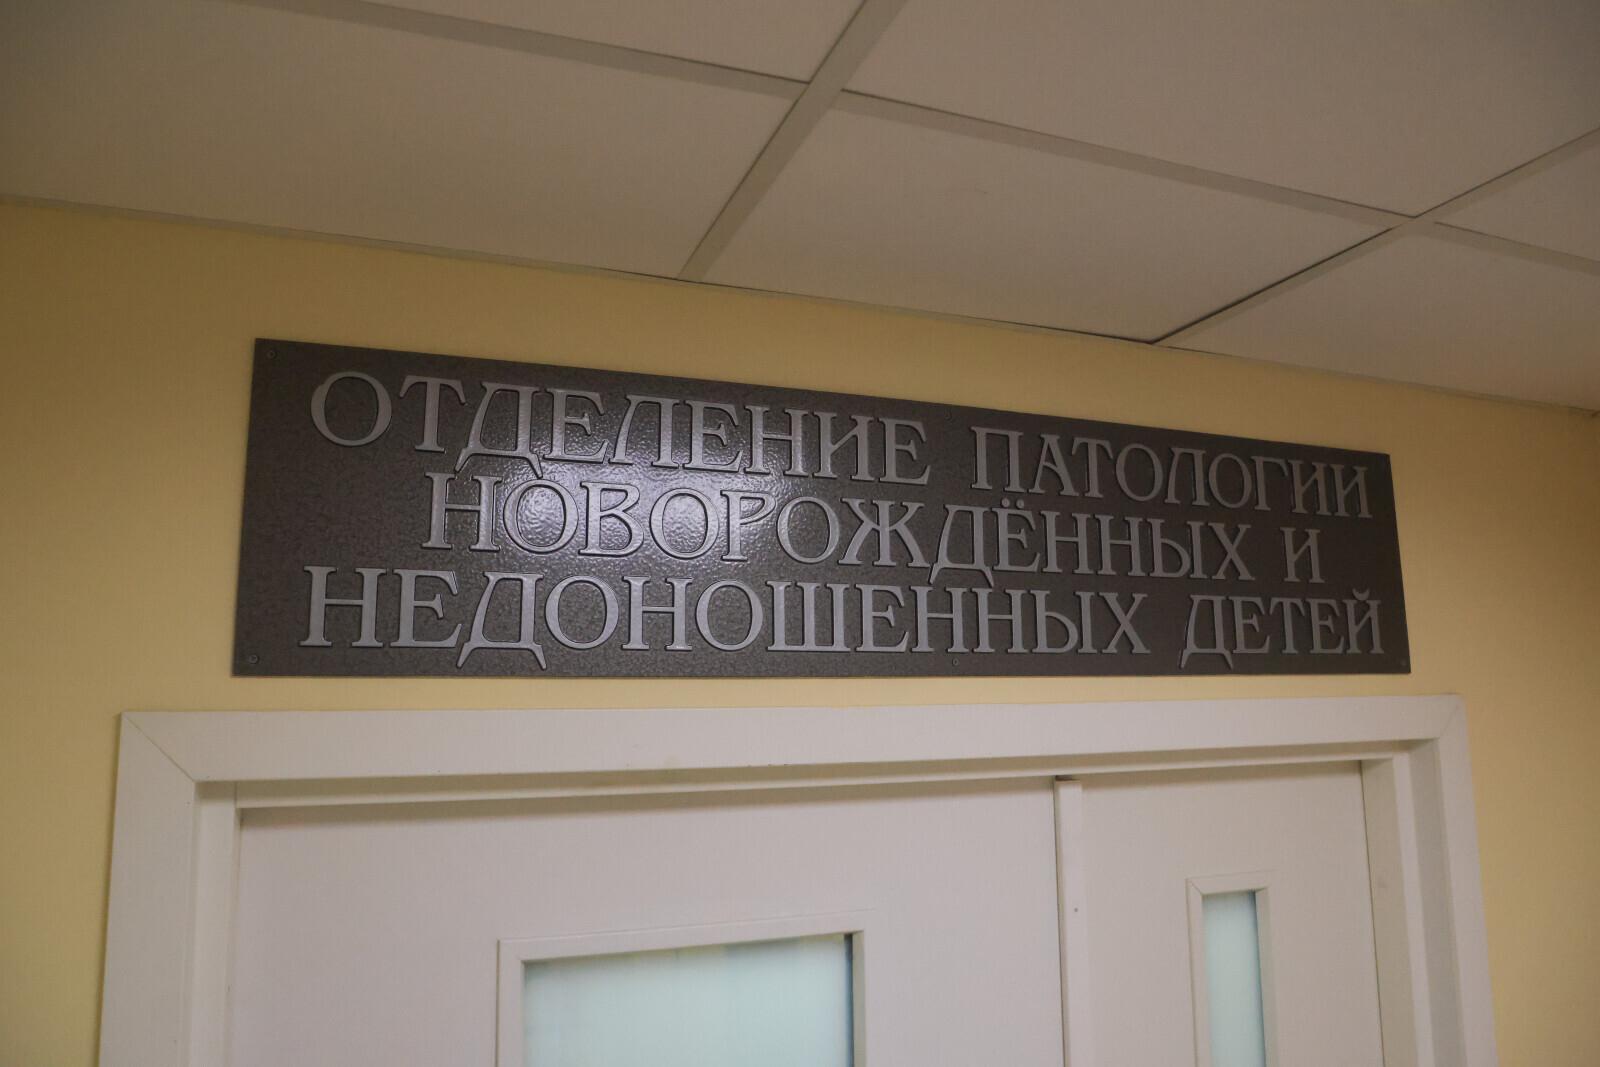 ОТДЕЛЕНИЕ ПАТОЛОГИИ
НОВОРОЖДЁННЫХ И
НЕДОНОШЕННЫХ ДЕТЕЙ